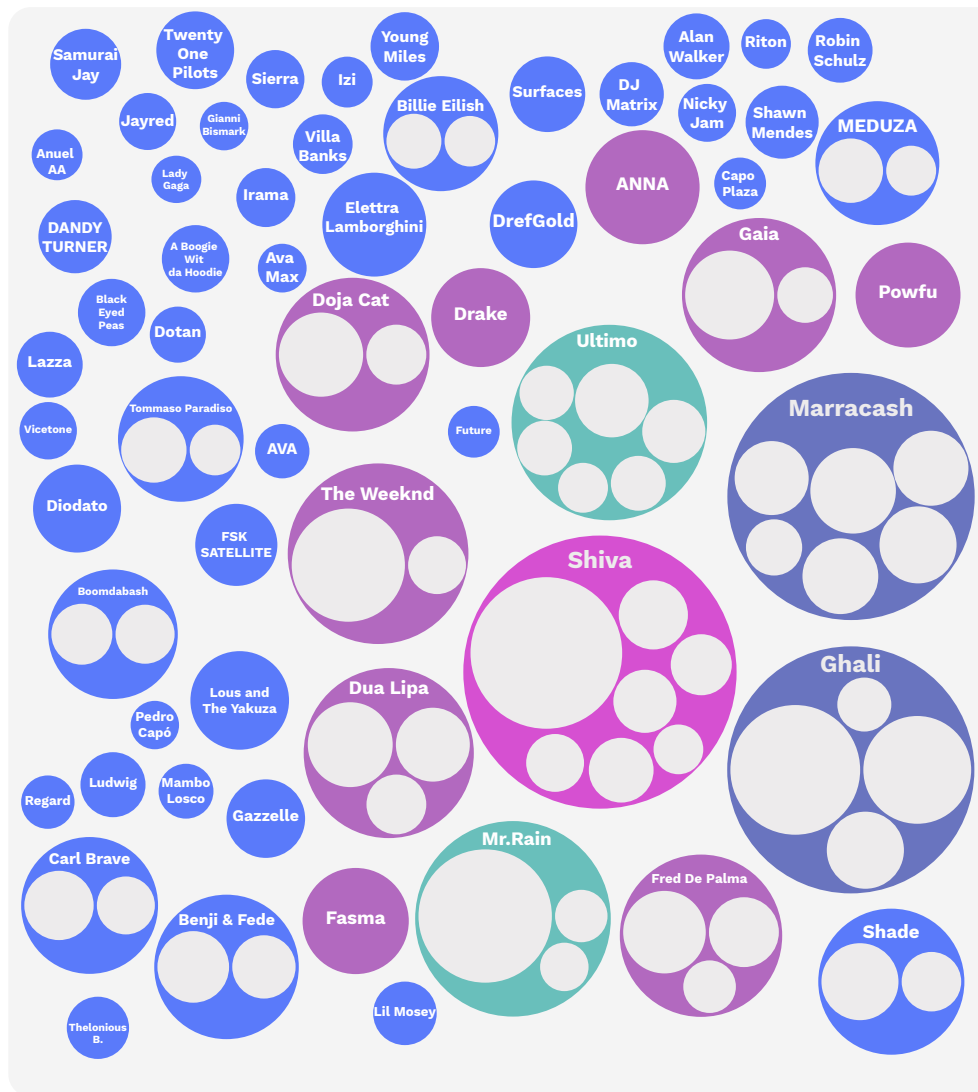 Samurai
Jay
Twenty
One
Pilots
Sierra
Izi
Young
Miles
Billie Eilish
Surfaces
DJ
Matrix
Alan
Walker
Riton
Robin
Schulz
Nicky
Jam
Shawn
Mendes
MEDUZA
Jayred
Gianni
Bismark
Villa
Banks
Anuel
AA
Lady
Gaga
Irama
Elettra
Lamborghini
DrefGold
ANNA
Capo
Plaza
DANDY
TURNER
A Boogie
Wit
da Hoodie
Ava
Max
Gaia
Powfu
Black
Eyed
Peas
Dotan
Doja Cat
Drake
Ultimo
Lazza
Vicetone
Tommaso Paradiso
AVA
Future
Marracash
Diodato
FSK
SATELLITE
The Weeknd
Shiva
Boomdabash
Lous and
The Yakuza
Dua Lipa
Ghali
Pedro
Capó
Regard
Ludwig
Mambo
Losco
Gazzelle
Mr.Rain
Carl Brave
Benji & Fede
Fasma
Fred De Palma
Shade
Thelonious
B.
Lil Mosey